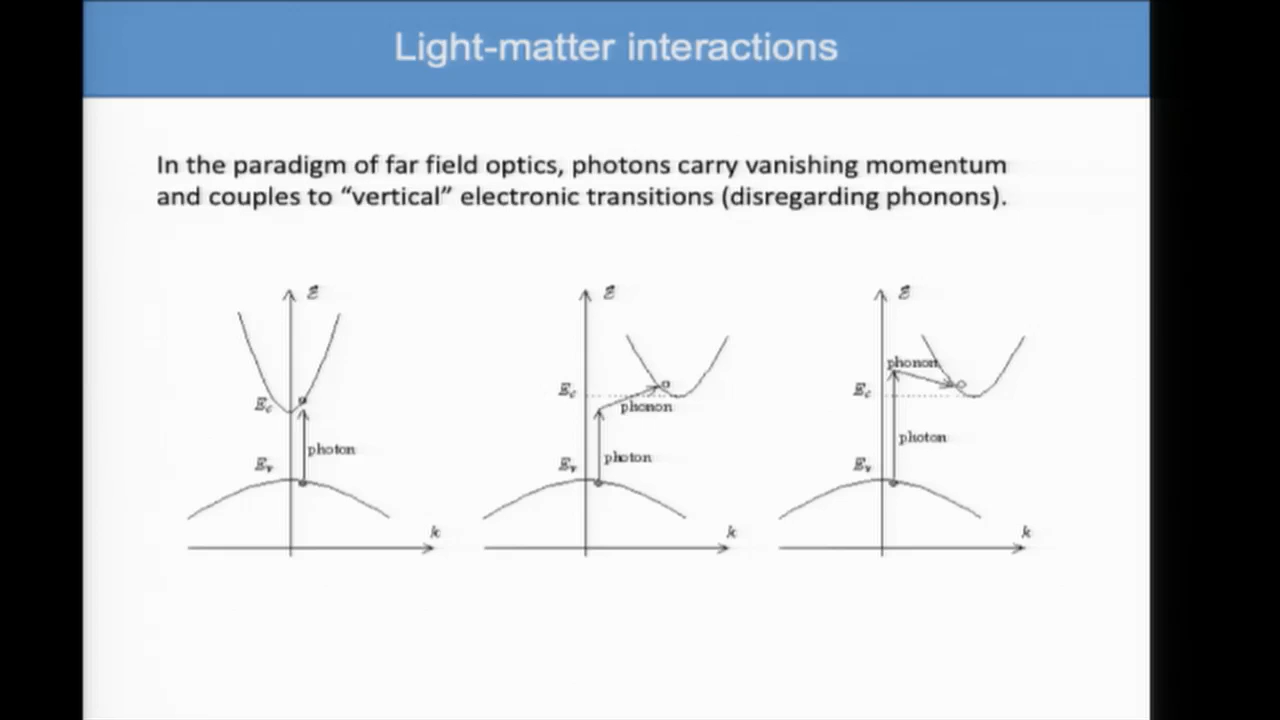 Light-matter interactions
In the paradigm of far field optics, photons carry vanishing momentum
and couples to “vertical” electronic transitions (disregarding phonons).
ℰ
E_c
photon
E_v
k
ℰ
E_c
phonon
photon
E_v
k
ℰ
phonon
E_c
photon
E_v
k